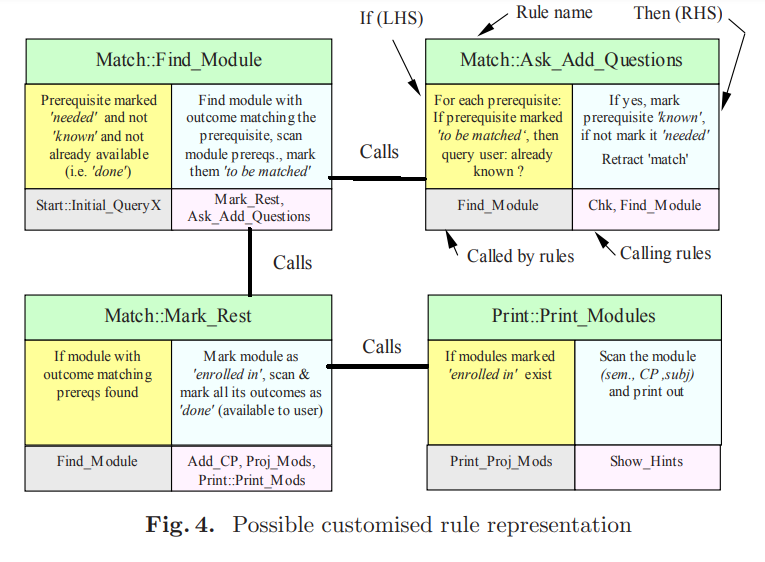 If (LHS)
Rule name
Then (RHS)
Match::Find_Module
Prerequisite marked
'needed' and not
'known' and not
already available
(i.e. 'done')
Find module with
outcome matching the
prerequisite, scan
module prereqs., mark
them 'to be matched'
Start::Initial_QueryX
Mark_Rest,
Ask_Add_Questions
Calls
Match::Ask_Add_Questions
For each prerequisite:
If prerequisite marked
'to be matched', then
query user: already
known ?
If yes, mark
prerequisite 'known',
if not mark it 'needed'
Retract 'match'
Find_Module
Chk, Find_Module
Called by rules
Calling rules
Calls
Match::Mark_Rest
If module with
outcome matching
prereqs found
Mark module as
'enrolled in', scan &
mark all its outcomes as
'done' (available to user)
Find_Module
Add_CP, Proj_Mods,
Print::Print_Mods
Calls
Print::Print_Modules
If modules marked
'enrolled in' exist
Scan the module
(sem., CP ,subj)
and print out
Print_Proj_Mods
Show_Hints
Fig. 4. Possible customised rule representation